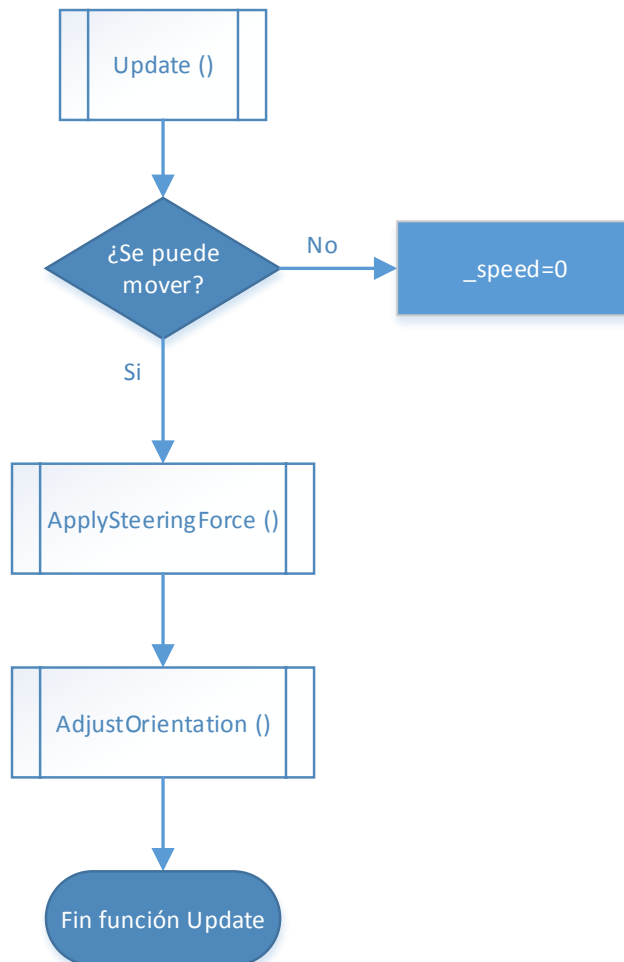 Update ()
¿Se puede
mover?
No
_speed=0
Si
ApplySteeringForce ()
AdjustOrientation ()
Fin función Update